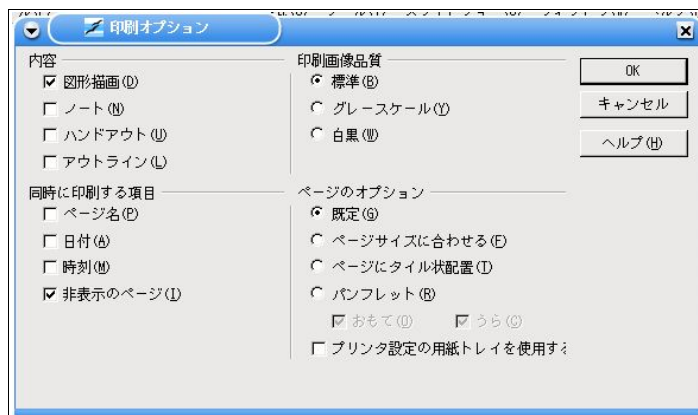 印刷オプション
内容
図形描画(D)
ノート(N)
ハンドアウト(U)
アウトライン(L)
印刷画像品質
標準(B)
グレースケール(Y)
白黒(W)
OK
キャンセル
ヘルプ(H)
同時に印刷する項目
ページ名(P)
日付(A)
時刻(M)
非表示のページ(I)
ページのオプション
既定(G)
ページサイズに合わせる(F)
ページにタイル状配置(T)
パンフレット(R)
おもて(O) うら(C)
プリンタ設定の用紙トレイを使用する